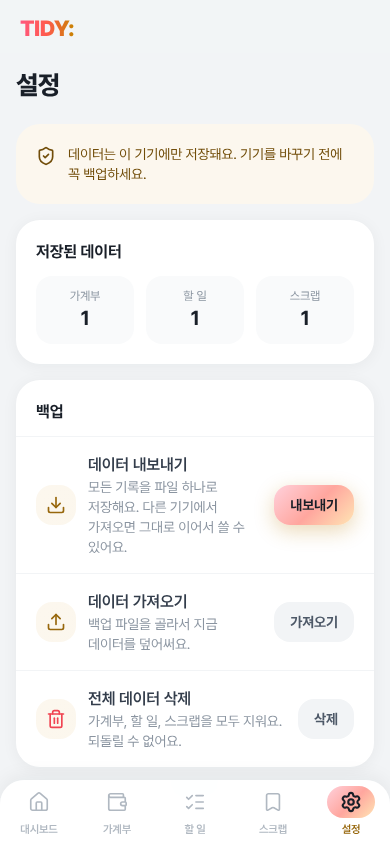 TIDY:
설정
데이터는 이 기기에만 저장돼요. 기기를 바꾸기 전에
꼭 백업하세요.
저장된 데이터
가계부
할 일
스크랩
1
1
1
백업
데이터 내보내기
모든 기록을 파일 하나로
저장해요. 다른 기기에서
가져오면 그대로 이어서 쓸 수
있어요.
내보내기
데이터 가져오기
백업 파일을 골라서 지금
데이터를 덮어써요.
가져오기
전체 데이터 삭제
가계부, 할 일, 스크랩을 모두 지워요.
되돌릴 수 없어요.
삭제
대시보드
가계부
할 일
스크랩
설정